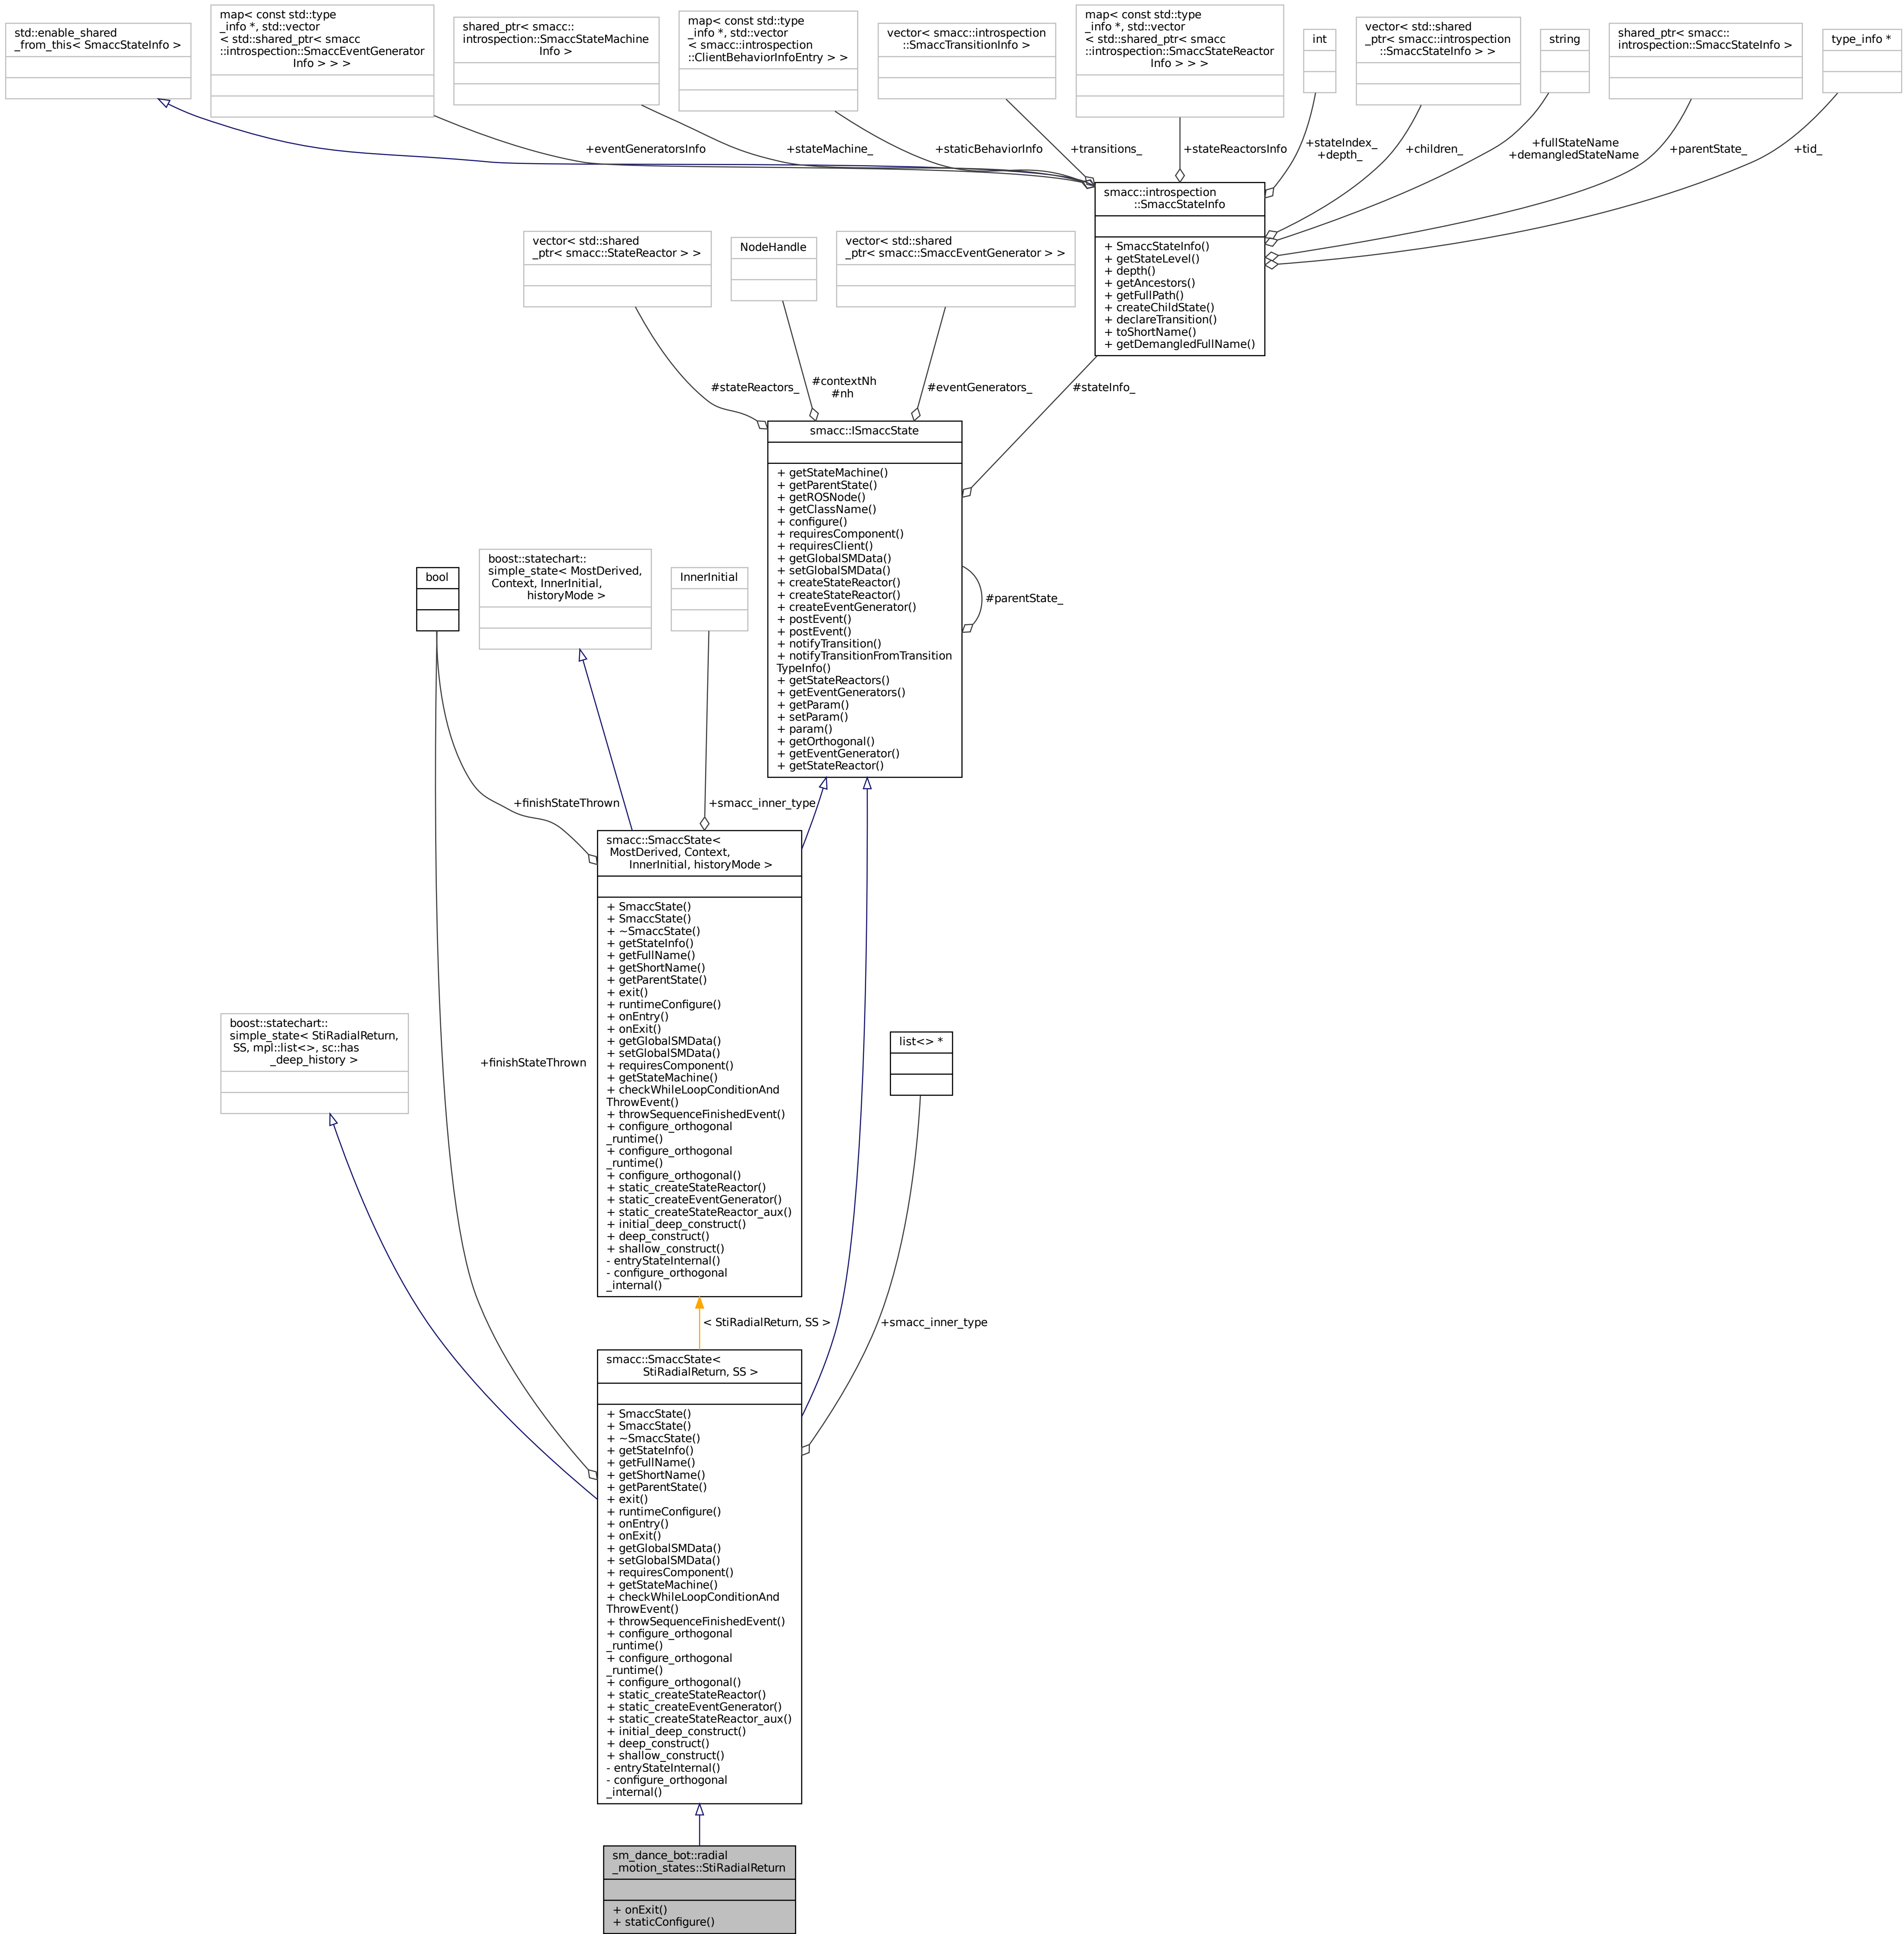 std::enable_shared
_from_this< SmaccStateInfo >
map< const std::type
_info *, std::vector
< std::shared_ptr< smacc
::introspection::SmaccEventGenerator
Info > > >
shared_ptr< smacc::
introspection::SmaccStateMachine
Info >
map< const std::type
_info *, std::vector
< smacc::introspection
::ClientBehaviorInfoEntry > >
vector< smacc::introspection
::SmaccTransitionInfo >
map< const std::type
_info *, std::vector
< std::shared_ptr< smacc
::introspection::SmaccStateReactor
Info > > >
int
vector< std::shared
_ptr< smacc::introspection
::SmaccStateInfo > >
string
shared_ptr< smacc::
introspection::SmaccStateInfo >
type_info *
+eventGeneratorsInfo
+stateMachine_
+staticBehaviorInfo
+transitions_
+stateReactorsInfo
+stateIndex_
+depth_
+children_
+fullStateName
+demangledStateName
+parentState_
+tid_
smacc::introspection
::SmaccStateInfo
+ SmaccStateInfo()
+ getStateLevel()
+ depth()
+ getAncestors()
+ getFullPath()
+ createChildState()
+ declareTransition()
+ toShortName()
+ getDemangledFullName()
vector< std::shared
_ptr< smacc::StateReactor > >
NodeHandle
vector< std::shared
_ptr< smacc::SmaccEventGenerator > >
#stateReactors_
#contextNh
#nh
#eventGenerators_
#stateInfo_
smacc::ISmaccState
+ getStateMachine()
+ getParentState()
+ getROSNode()
+ getClassName()
+ configure()
+ requiresComponent()
+ requiresClient()
+ getGlobalSMData()
+ setGlobalSMData()
+ createStateReactor()
+ createStateReactor()
+ createEventGenerator()
+ postEvent()
+ postEvent()
+ notifyTransition()
+ notifyTransitionFromTransition
TypeInfo()
+ getStateReactors()
+ getEventGenerators()
+ getParam()
+ setParam()
+ param()
+ getOrthogonal()
+ getEventGenerator()
+ getStateReactor()
#parentState_
bool
boost::statechart::
simple_state< MostDerived,
Context, InnerInitial,
historyMode >
InnerInitial
+finishStateThrown
+smacc_inner_type
smacc::SmaccState<
MostDerived, Context,
InnerInitial, historyMode >
+ SmaccState()
+ SmaccState()
+ ~SmaccState()
+ getStateInfo()
+ getFullName()
+ getShortName()
+ getParentState()
+ exit()
+ runtimeConfigure()
+ onEntry()
+ onExit()
+ getGlobalSMData()
+ setGlobalSMData()
+ requiresComponent()
+ getStateMachine()
+ checkWhileLoopConditionAnd
ThrowEvent()
+ throwSequenceFinishedEvent()
+ configure_orthogonal
_runtime()
+ configure_orthogonal
_runtime()
+ configure_orthogonal()
+ static_createStateReactor()
+ static_createEventGenerator()
+ static_createStateReactor_aux()
+ initial_deep_construct()
+ deep_construct()
+ shallow_construct()
- entryStateInternal()
- configure_orthogonal
_internal()
boost::statechart::
simple_state< StiRadialReturn,
SS, mpl::list<>, sc::has
_deep_history >
+finishStateThrown
list<> *
< StiRadialReturn, SS >
+smacc_inner_type
smacc::SmaccState<
StiRadialReturn, SS >
+ SmaccState()
+ SmaccState()
+ ~SmaccState()
+ getStateInfo()
+ getFullName()
+ getShortName()
+ getParentState()
+ exit()
+ runtimeConfigure()
+ onEntry()
+ onExit()
+ getGlobalSMData()
+ setGlobalSMData()
+ requiresComponent()
+ getStateMachine()
+ checkWhileLoopConditionAnd
ThrowEvent()
+ throwSequenceFinishedEvent()
+ configure_orthogonal
_runtime()
+ configure_orthogonal
_runtime()
+ configure_orthogonal()
+ static_createStateReactor()
+ static_createEventGenerator()
+ static_createStateReactor_aux()
+ initial_deep_construct()
+ deep_construct()
+ shallow_construct()
- entryStateInternal()
- configure_orthogonal
_internal()
sm_dance_bot::radial
_motion_states::StiRadialReturn
+ onExit()
+ staticConfigure()